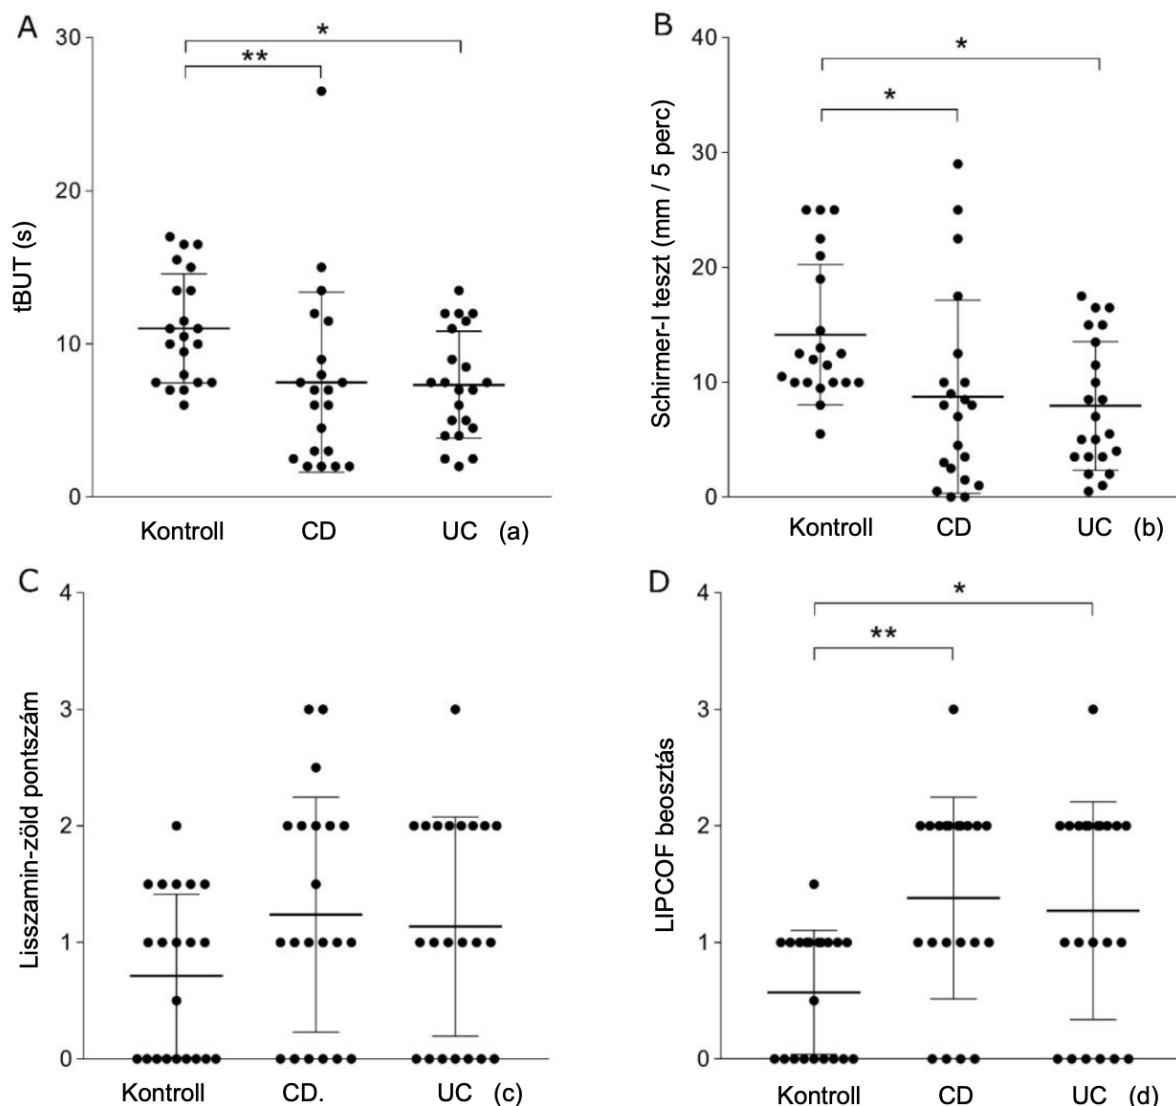 A
30
20
10
0
tBUT (s)
*
**
Kontroll CD UC (a)
B
40
30
20
10
0
Schirmer-I teszt (mm / 5 perc)
*
*
Kontroll CD UC (b)
C
4
3
2
1
0
Lisszamin-zöld pontszám
Kontroll CD. UC (c)
D
4
3
2
1
0
LIPCOF beosztás
*
**
Kontroll CD UC (d)